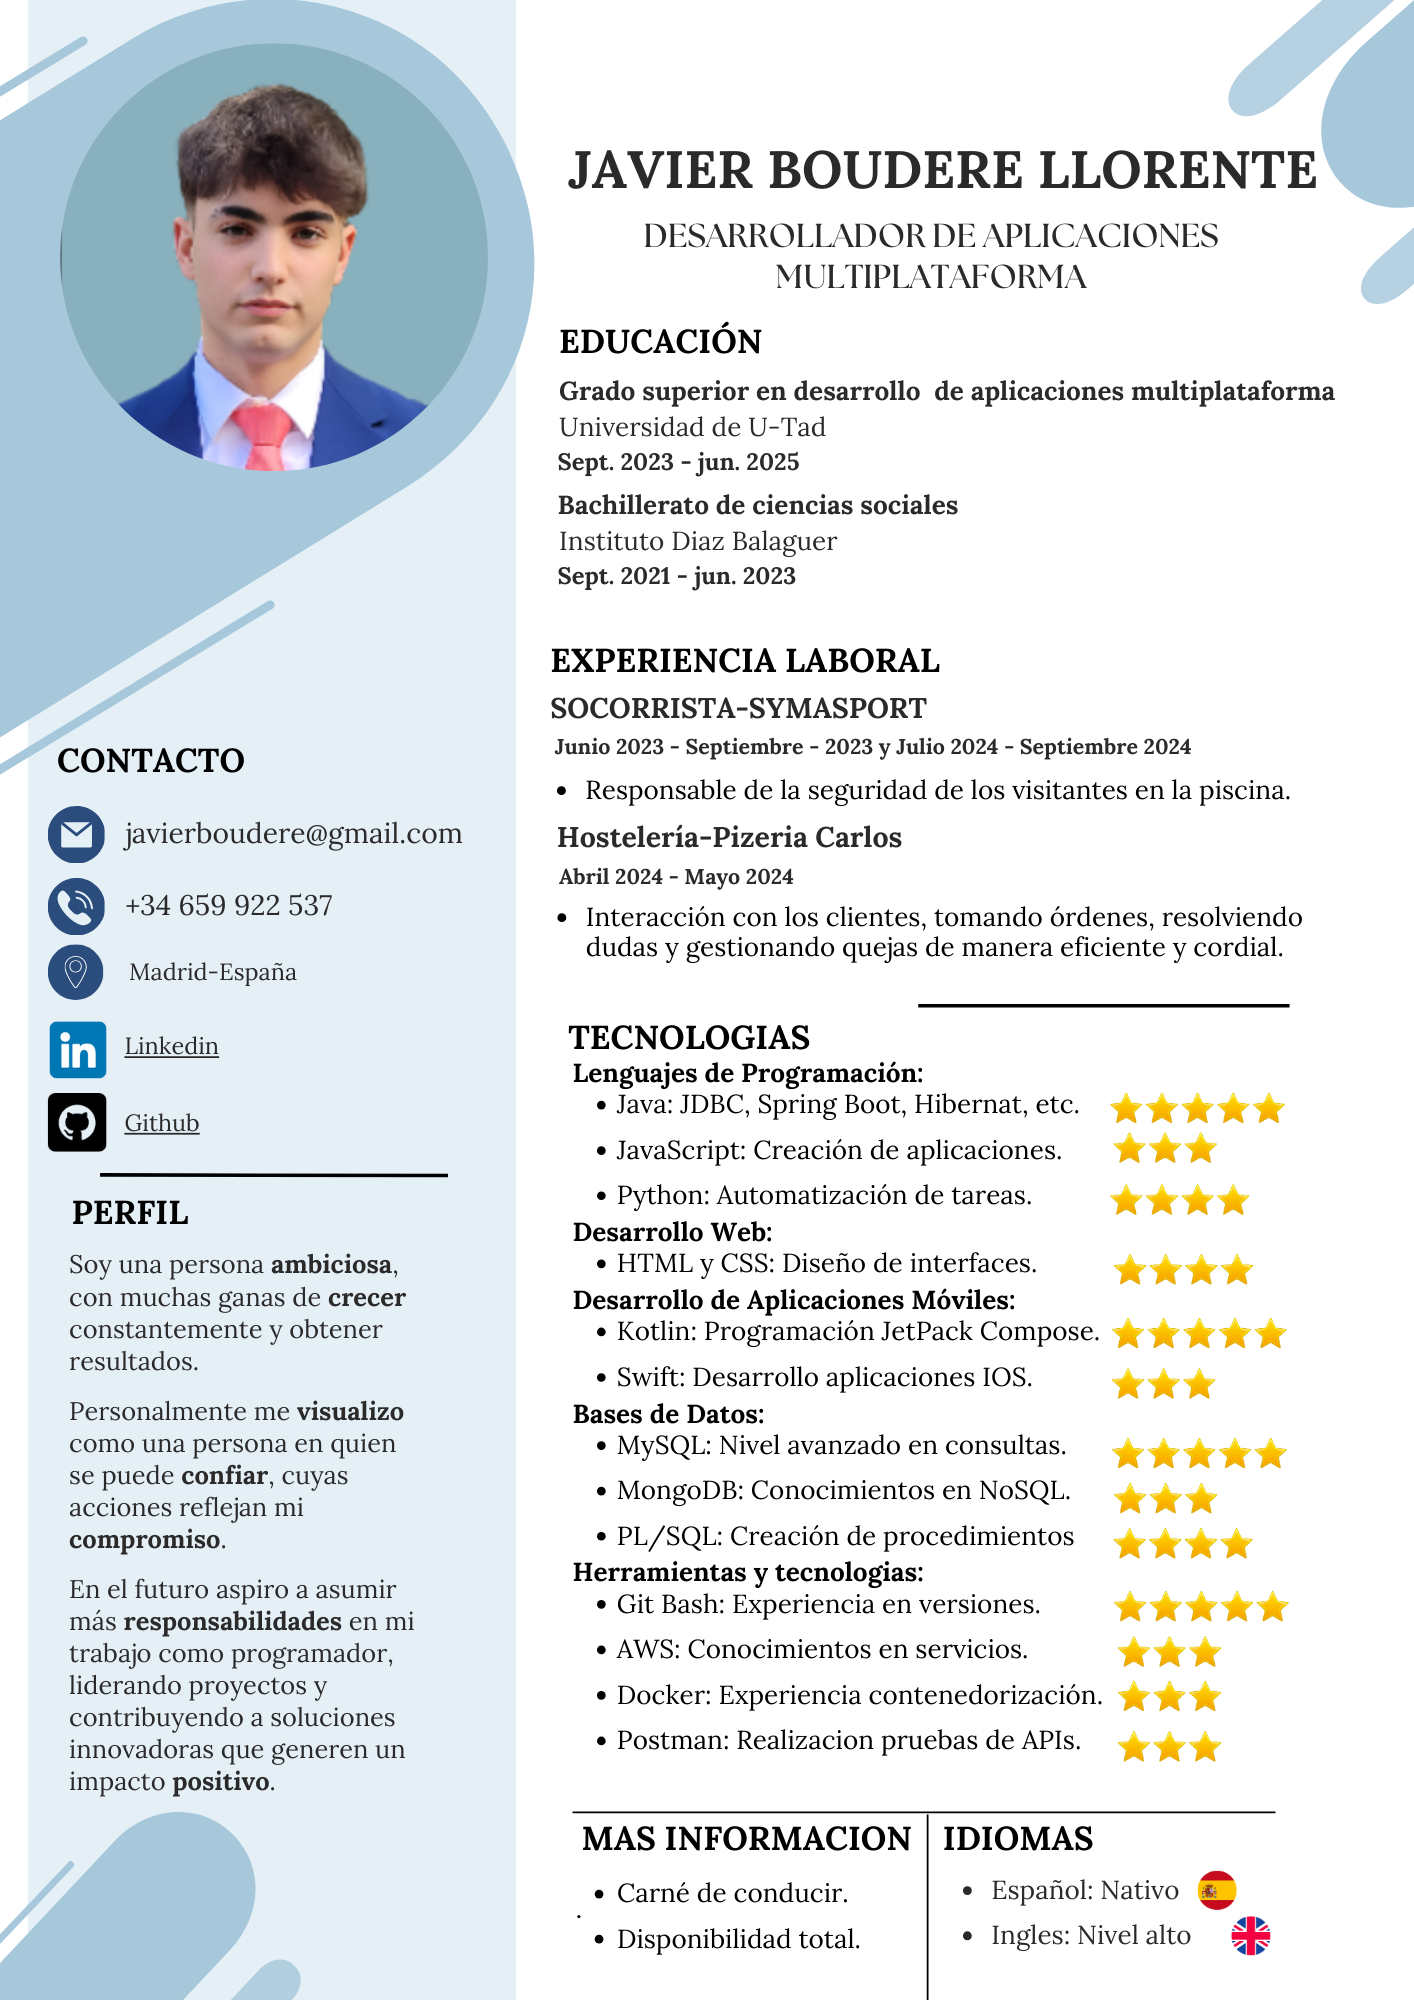 JAVIER BOUDERE LLORENTE
DESARROLLADOR DE APLICACIONES
MULTIPLATAFORMA
EDUCACIÓN
Grado superior en desarrollo  de aplicaciones multiplataforma
Universidad de U-Tad
Sept. 2023 - jun. 2025
Bachillerato de ciencias sociales
Instituto Diaz Balaguer
Sept. 2021 - jun. 2023
EXPERIENCIA LABORAL
SOCORRISTA-SYMASPORT
Junio 2023 - Septiembre - 2023 y Julio 2024 - Septiembre 2024
• Responsable de la seguridad de los visitantes en la piscina.
Hostelería-Pizeria Carlos
Abril 2024 - Mayo 2024
• Interacción con los clientes, tomando órdenes, resolviendo
dudas y gestionando quejas de manera eficiente y cordial.
CONTACTO
javierboudere@gmail.com
+34 659 922 537
Madrid-España
in
Linkedin
Github
PERFIL
Soy una persona ambiciosa,
con muchas ganas de crecer
constantemente y obtener
resultados.
Personalmente me visualizo
como una persona en quien
se puede confiar, cuyas
acciones reflejan mi
compromiso.
En el futuro aspiro a asumir
más responsabilidades en mi
trabajo como programador,
liderando proyectos y
contribuyendo a soluciones
innovadoras que generen un
impacto positivo.
TECNOLOGIAS
Lenguajes de Programación:
• Java: JDBC, Spring Boot, Hibernat, etc.
• JavaScript: Creación de aplicaciones.
• Python: Automatización de tareas.
Desarrollo Web:
• HTML y CSS: Diseño de interfaces.
Desarrollo de Aplicaciones Móviles:
• Kotlin: Programación JetPack Compose.
• Swift: Desarrollo aplicaciones IOS.
Bases de Datos:
• MySQL: Nivel avanzado en consultas.
• MongoDB: Conocimientos en NoSQL.
• PL/SQL: Creación de procedimientos
Herramientas y tecnologias:
• Git Bash: Experiencia en versiones.
• AWS: Conocimientos en servicios.
• Docker: Experiencia contenedorización.
• Postman: Realizacion pruebas de APIs.
MAS INFORMACION
• Carné de conducir.
.
• Disponibilidad total.
IDIOMAS
• Español: Nativo
• Ingles: Nivel alto